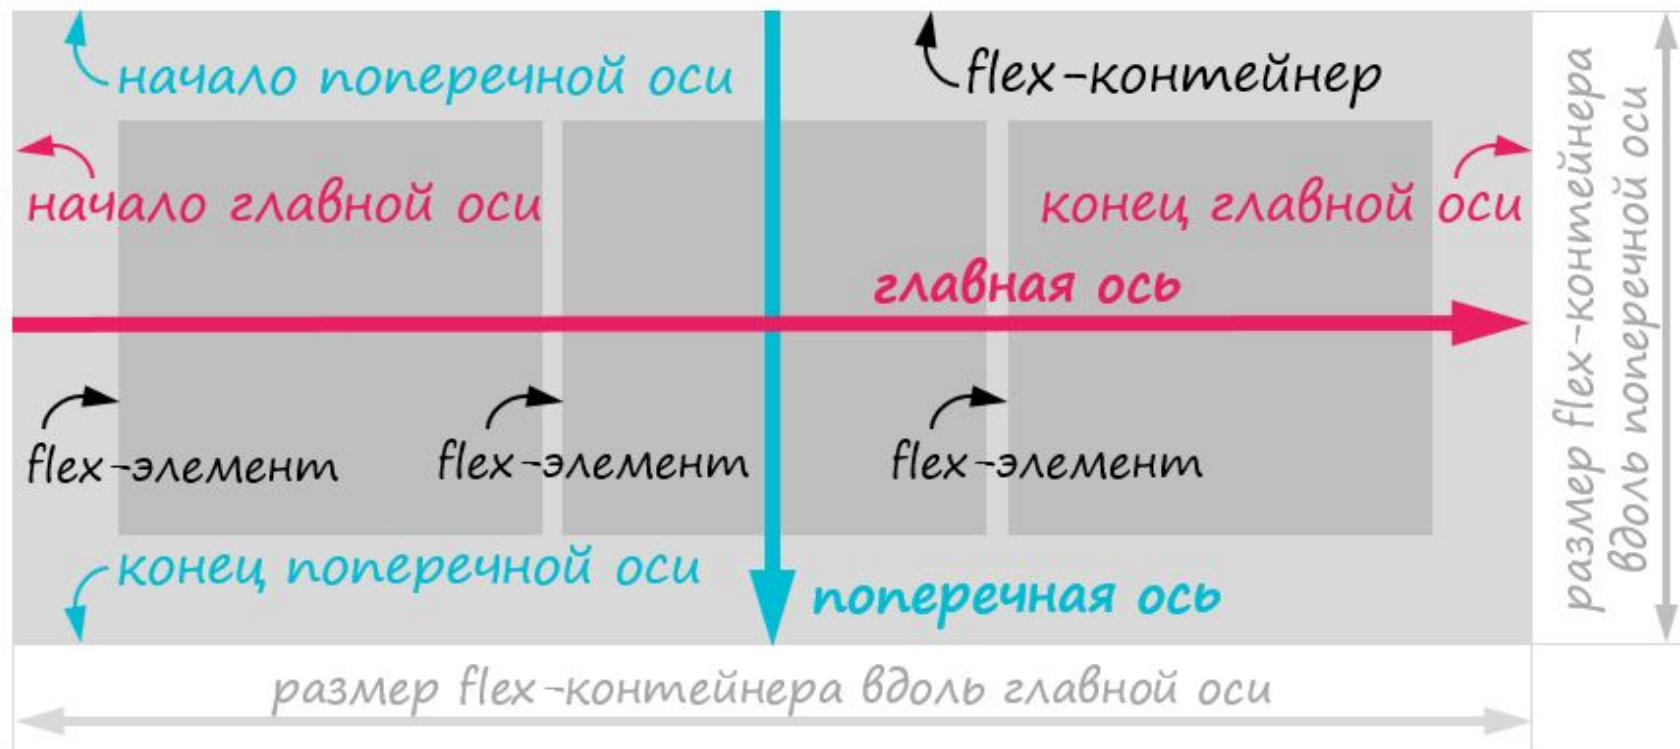 начало поперечной оси
flex-контейнер
начало главной оси
конец главной оси
главная ось
flex-элемент
flex-элемент
flex-элемент
конец поперечной оси
поперечная ось
размер flex-контейнера вдоль главной оси
размер flex-контейнера
вдоль поперечной оси